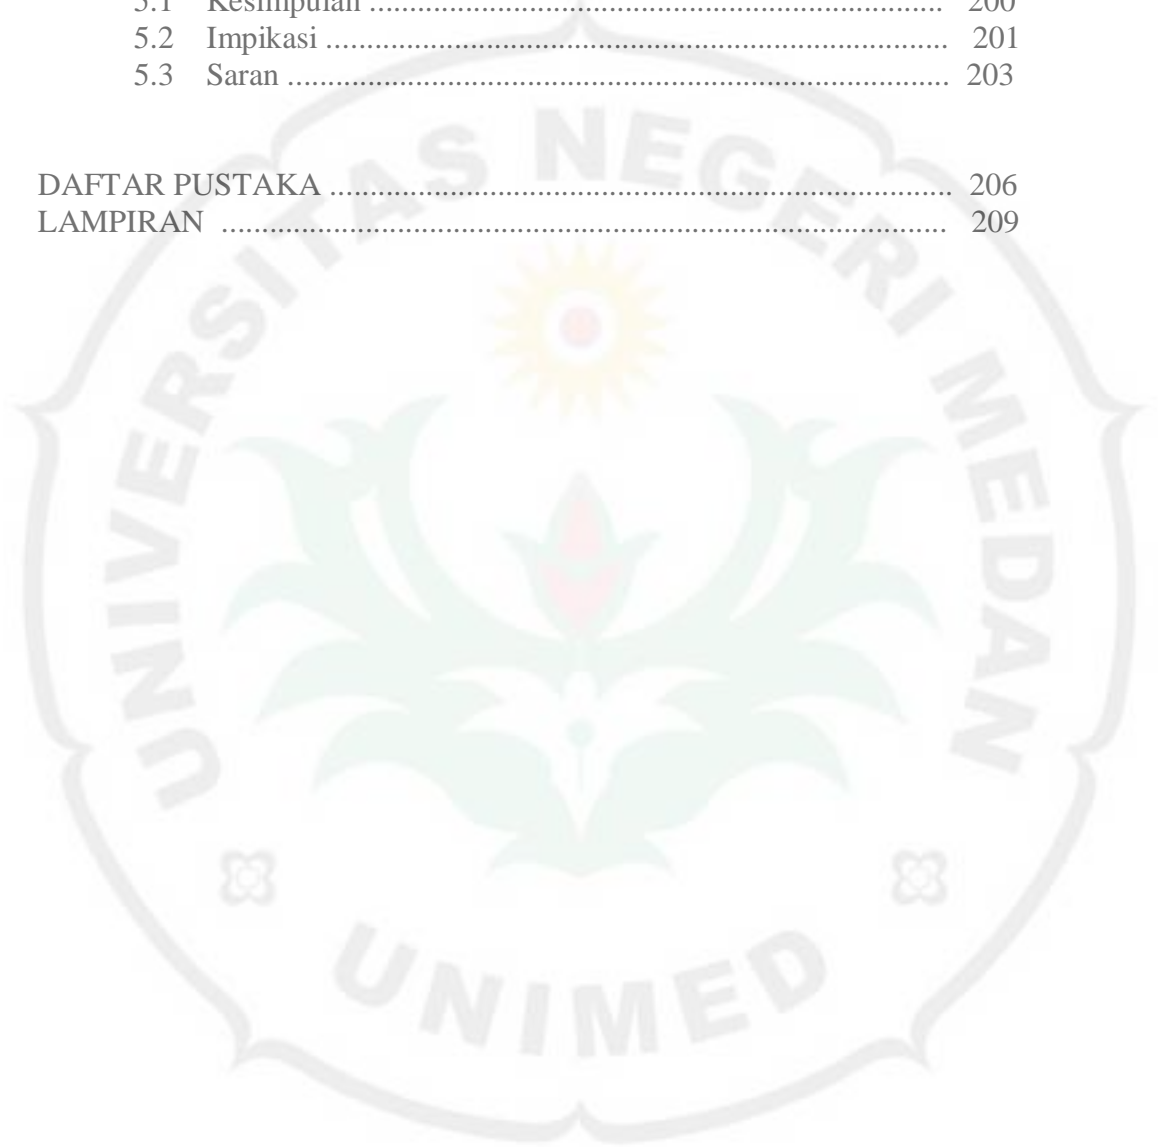 5.1 Kesimpulan ...................................................................... 200
5.2 Impikasi ........................................................................... 201
5.3 Saran ................................................................................ 203
DAFTAR PUSTAKA ........................................................................... 206
LAMPIRAN ........................................................................................ 209
UNIVERSITAS NEGERI MEDAN
UNIMED